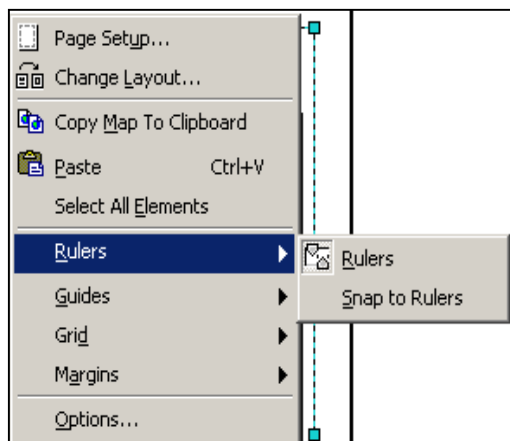 Page Setup...
Change Layout...
Copy Map To Clipboard
Paste Ctrl+V
Select All Elements
Rulers
Rulers
Snap to Rulers
Guides
Grid
Margins
Options...